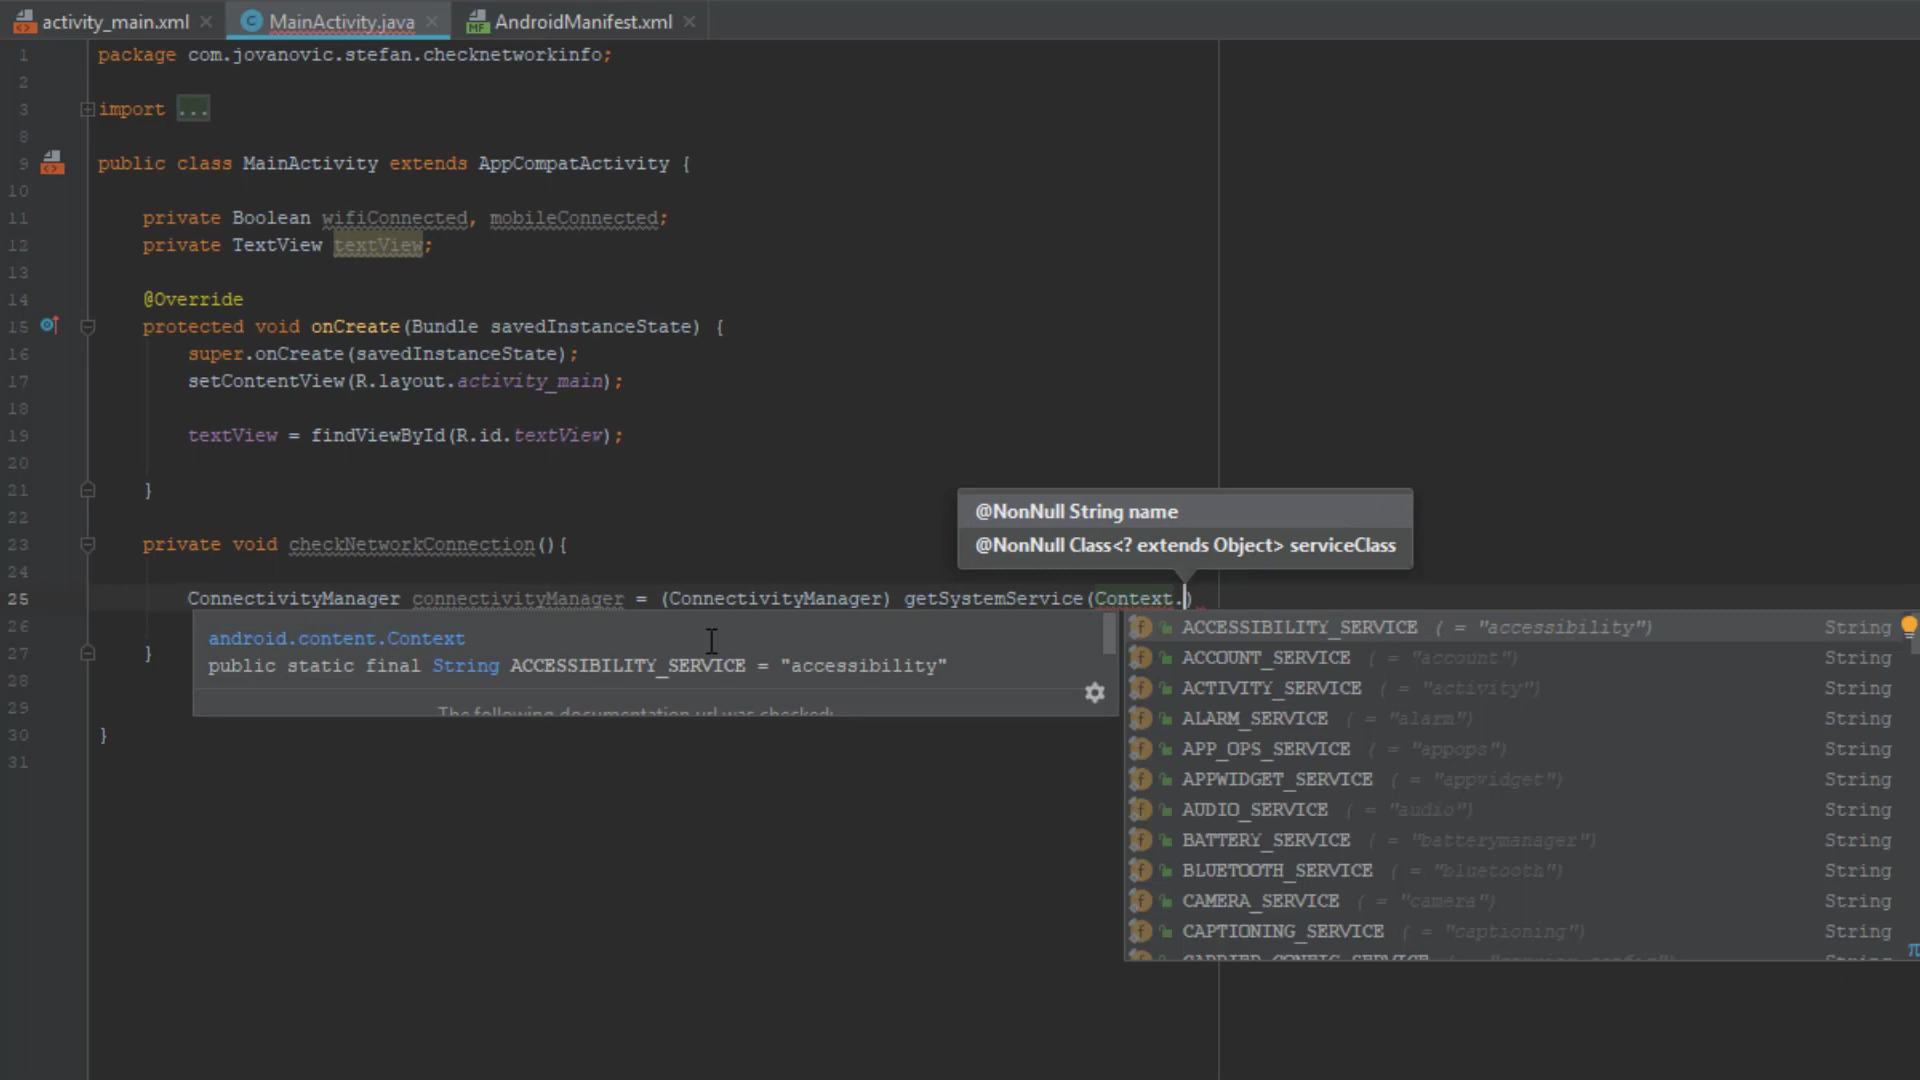 activity_main.xml MainActivity.java AndroidManifest.xml
1 package com.jovanovic.stefan.checknetworkinfo;
2
3 import ...
8
9 public class MainActivity extends AppCompatActivity {
10
11 private Boolean wifiConnected, mobileConnected;
12 private TextView textView;
13
14 @Override
15 protected void onCreate(Bundle savedInstanceState) {
16 super.onCreate(savedInstanceState);
17 setContentView(R.layout.activity_main);
18
19 textView = findViewById(R.id.textView);
20
21 }
22
@NonNull String name
23 private void checkNetworkConnection(){
@NonNull Class<? extends Object> serviceClass
24
25 ConnectivityManager connectivityManager = (ConnectivityManager) getSystemService(Context.)
26
27 }
28
29
30 }
31
android.content.Context
public static final String ACCESSIBILITY_SERVICE = "accessibility"
The following documentation url was checked:
ACCESSIBILITY_SERVICE ( = "accessibility") String
ACCOUNT_SERVICE ( = "account") String
ACTIVITY_SERVICE ( = "activity") String
ALARM_SERVICE ( = "alarm") String
APP_OPS_SERVICE ( = "appops") String
APPWIDGET_SERVICE ( = "appwidget") String
AUDIO_SERVICE ( = "audio") String
BATTERY_SERVICE ( = "batterymanager") String
BLUETOOTH_SERVICE ( = "bluetooth") String
CAMERA_SERVICE ( = "camera") String
CAPTIONING_SERVICE ( = "captioning") String